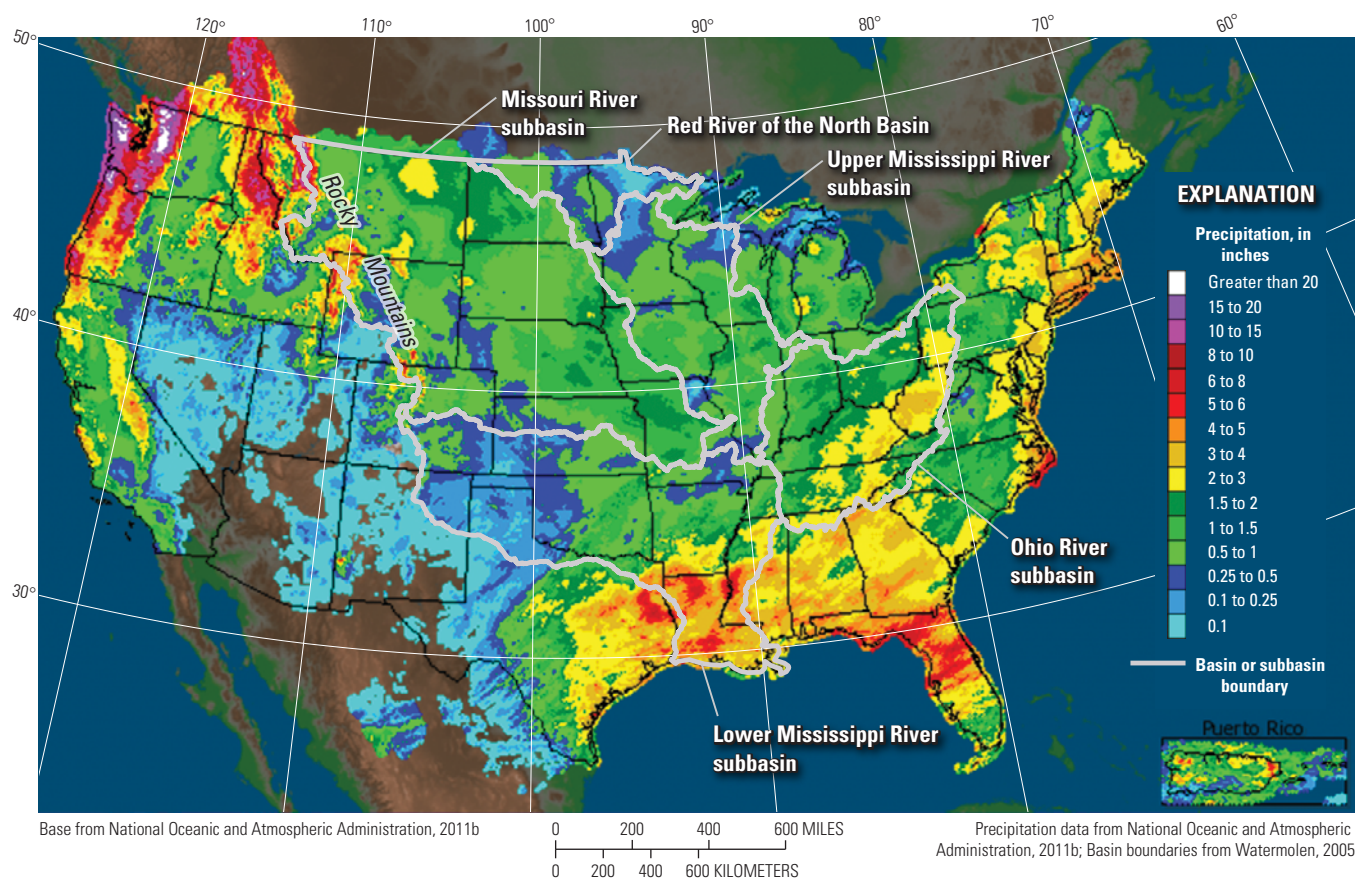 120°
110°
100°
90°
80°
70°
60°
50°
40°
30°
Missouri River
subbasin
Red River of the North Basin
Upper Mississippi River
subbasin
Rocky
Mountains
Ohio River
subbasin
Lower Mississippi River
subbasin
EXPLANATION
Precipitation, in
inches
Greater than 20
15 to 20
10 to 15
8 to 10
6 to 8
5 to 6
4 to 5
3 to 4
2 to 3
1.5 to 2
1 to 1.5
0.5 to 1
0.25 to 0.5
0.1 to 0.25
0.1
Basin or subbasin
boundary
Puerto Rico
Base from National Oceanic and Atmospheric Administration, 2011b
0 200 400 600 MILES
0 200 400 600 KILOMETERS
Precipitation data from National Oceanic and Atmospheric
Administration, 2011b; Basin boundaries from Watermolen, 2005